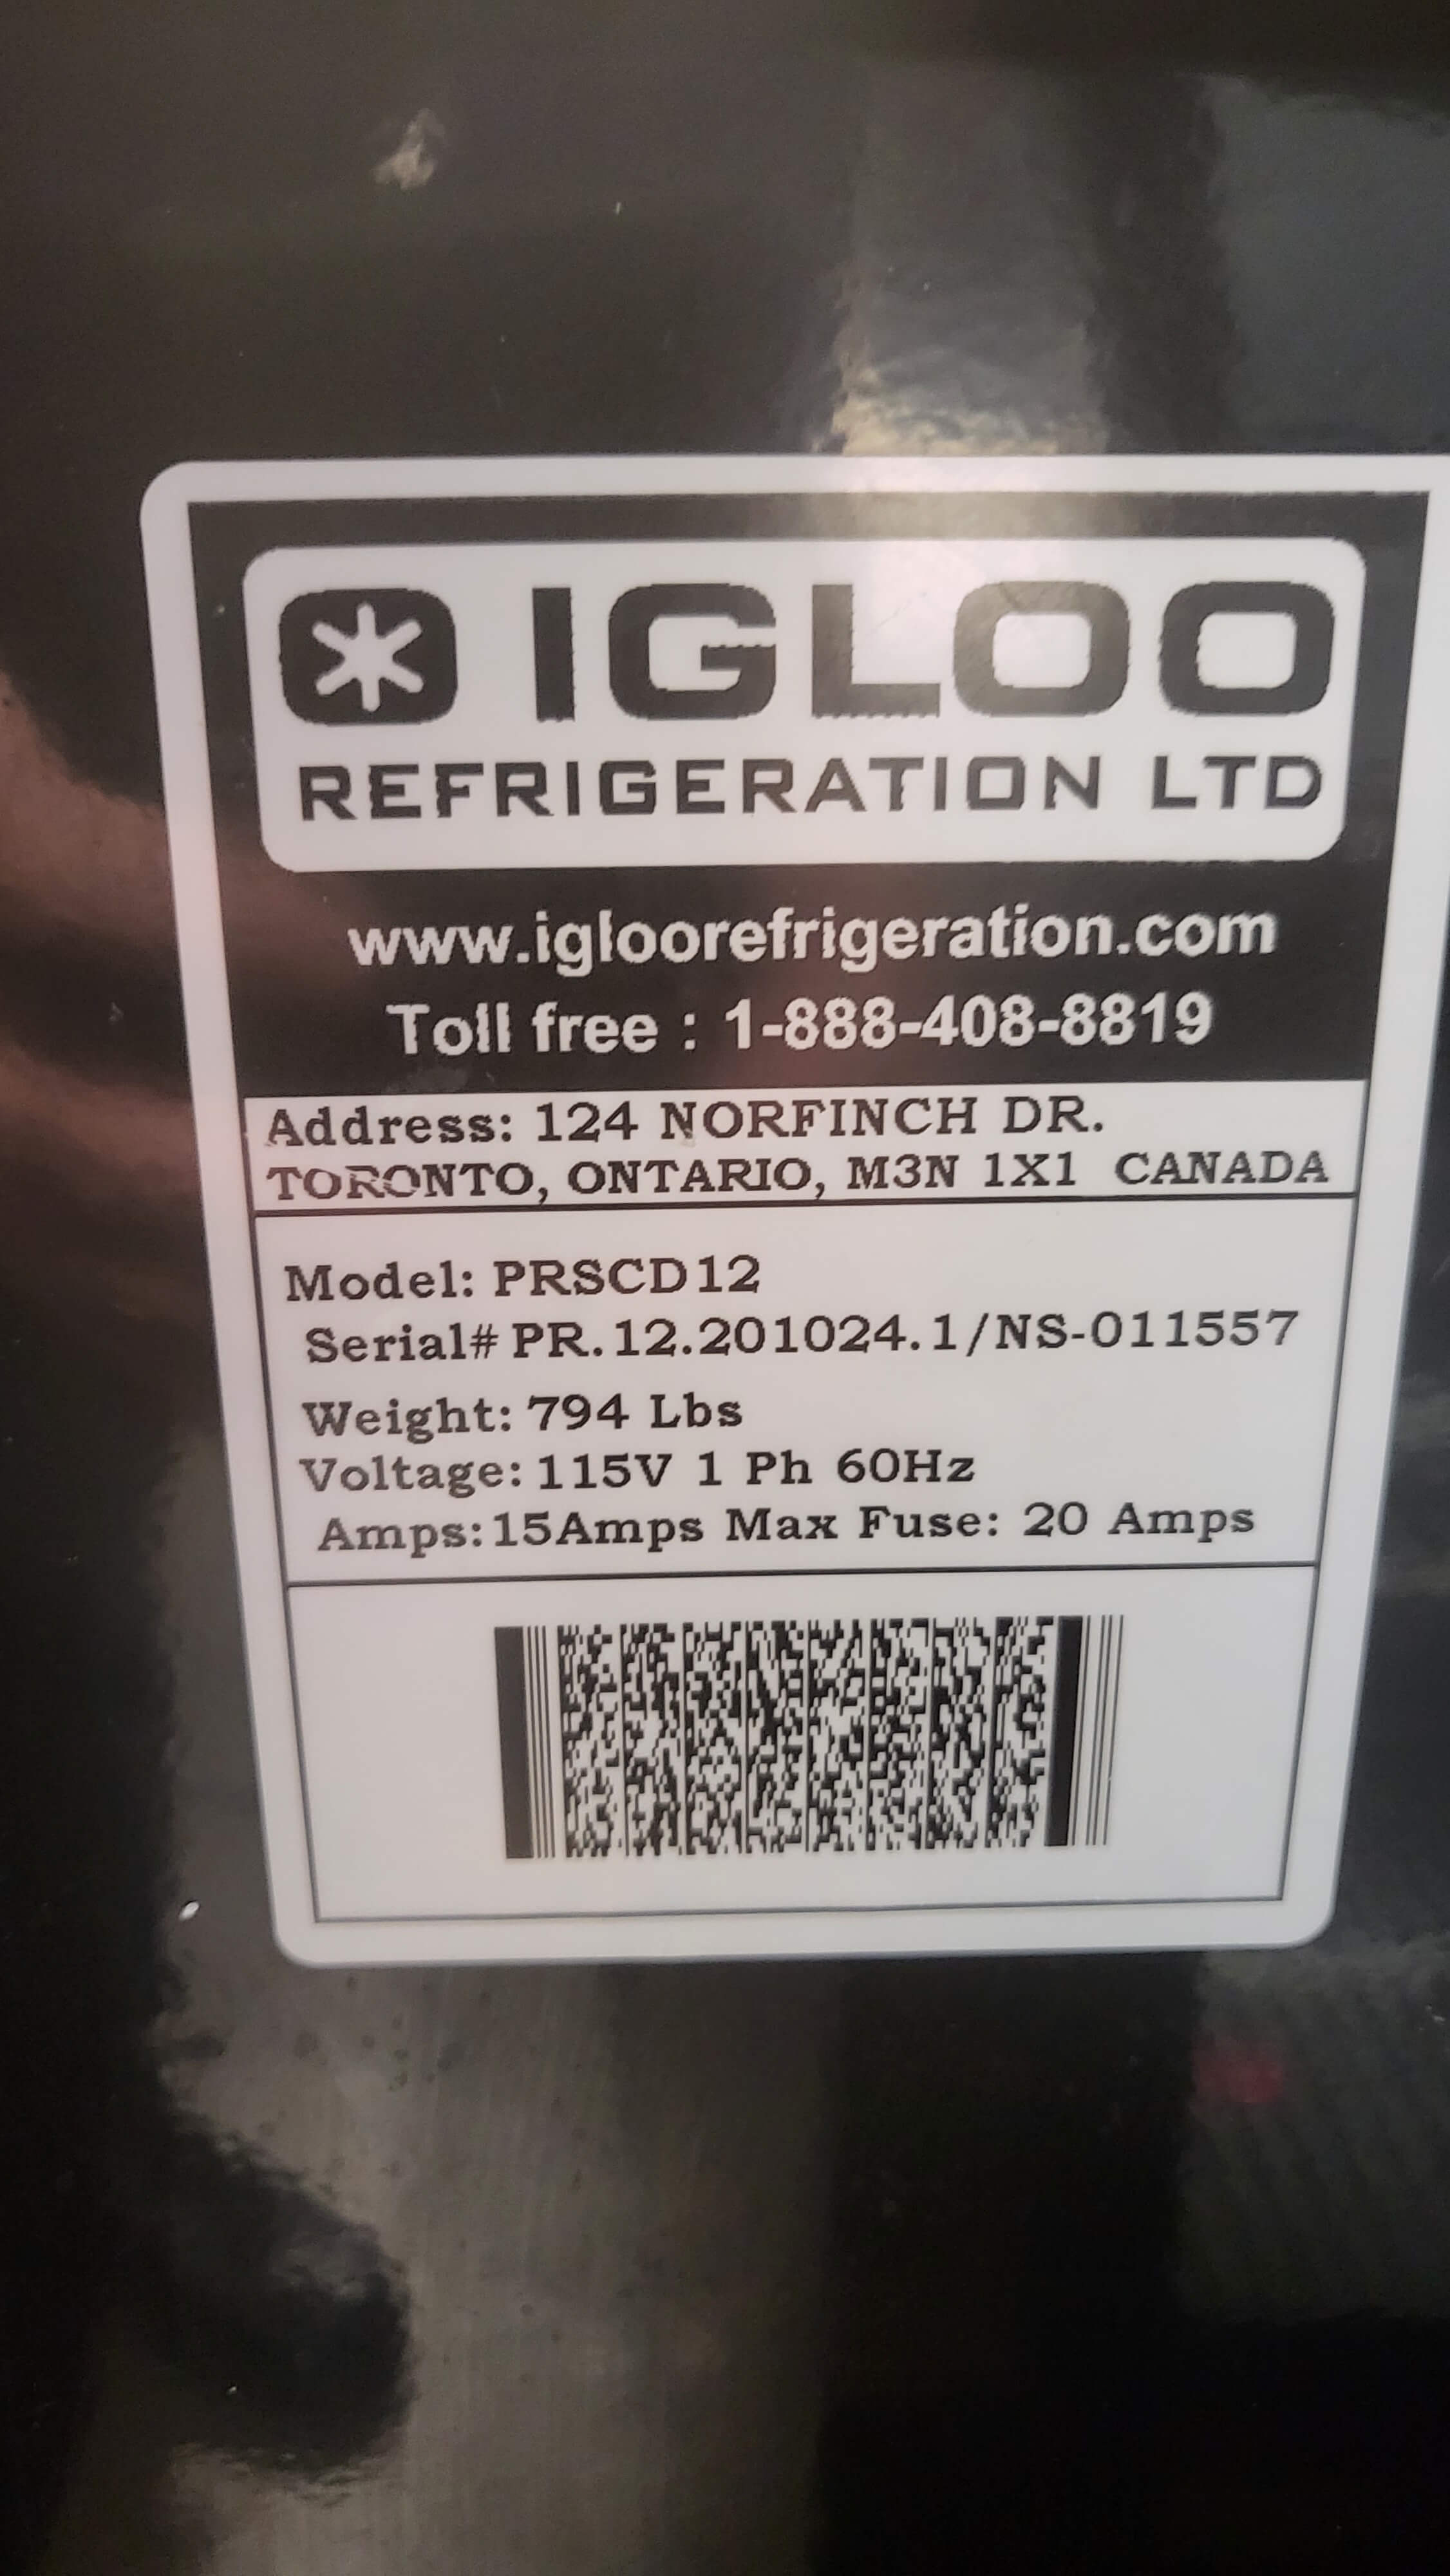 IGLOO
REFRIGERATION LTD
www.igloorefrigeration.com
Toll free : 1-888-408-8819
Address: 124 NORFINCH DR.
TORONTO, ONTARIO, M3N 1X1 CANADA
Model: PRSCD12
Serial# PR.12.201024.1/NS-011557
Weight: 794 Lbs
Voltage: 115V 1 Ph 60Hz
Amps:15Amps Max Fuse: 20 Amps